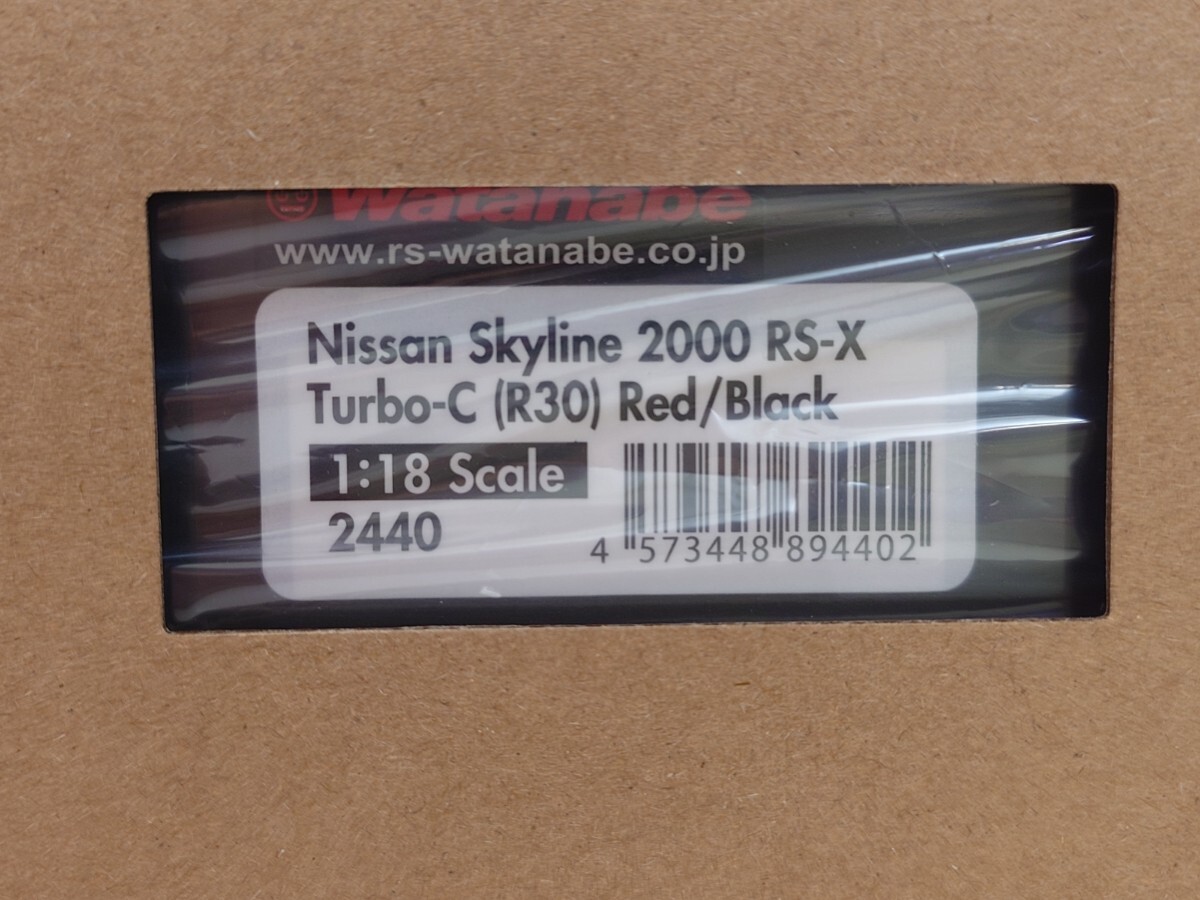 Watanabe
www.rs-watanabe.co.jp
Nissan Skyline 2000 RS-X
Turbo-C (R30) Red/Black
1:18 Scale
2440
4 573448 894402